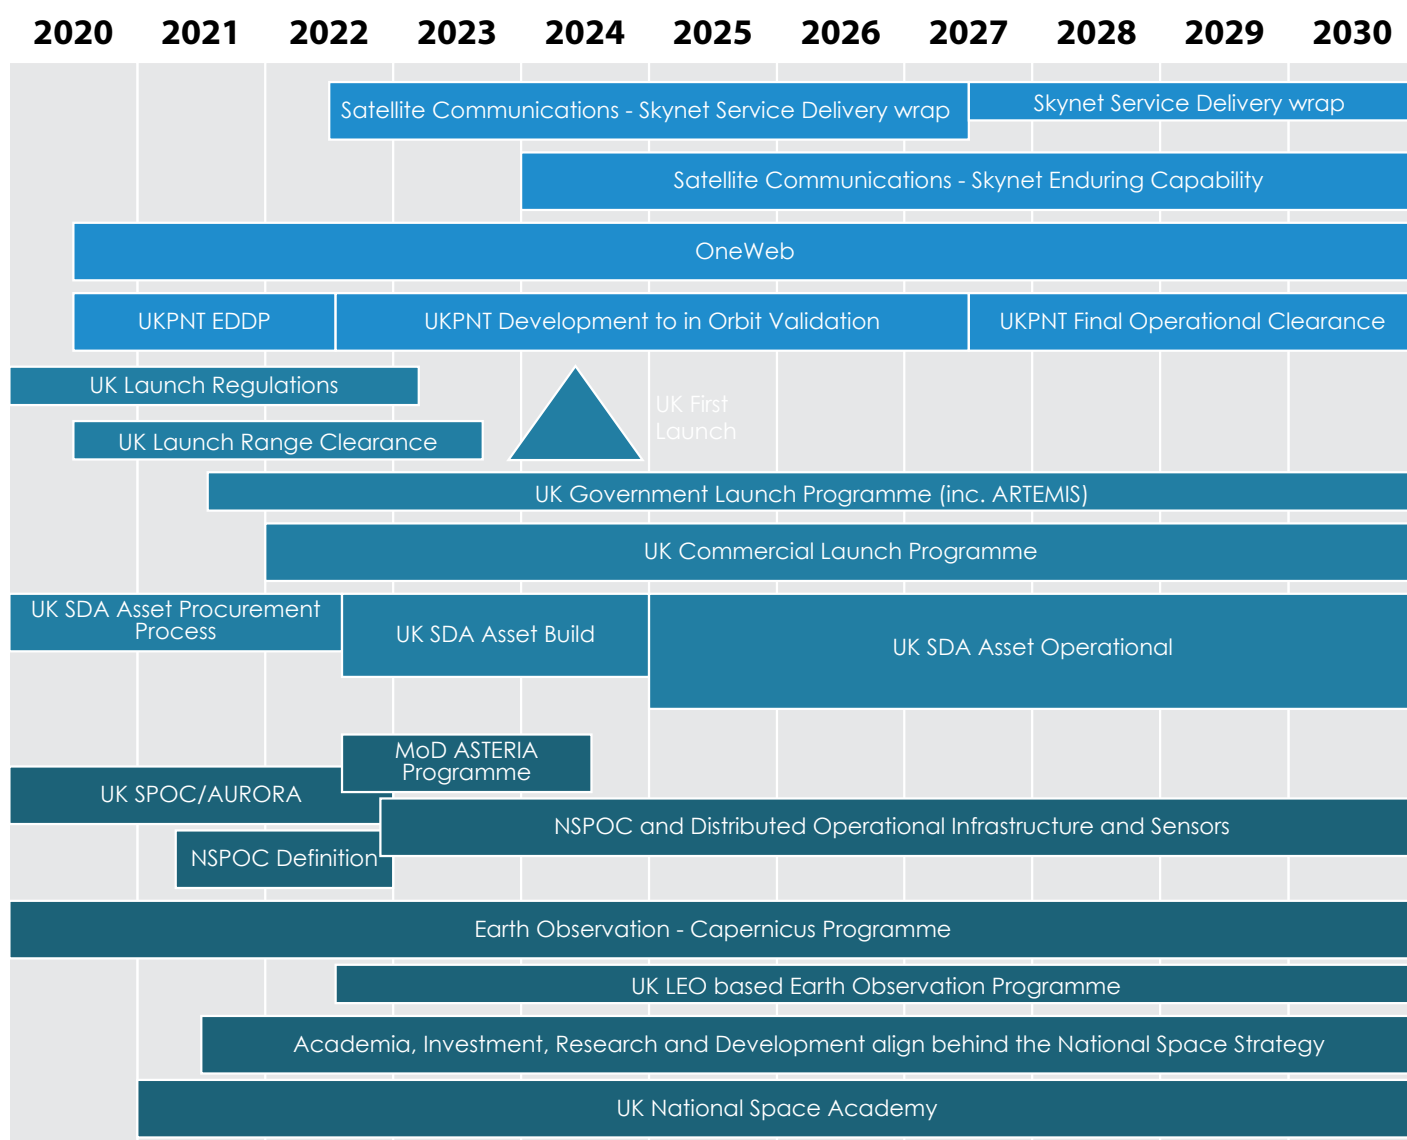 2020 2021 2022 2023 2024 2025 2026 2027 2028 2029 2030
Satellite Communications - Skynet Service Delivery wrap
Skynet Service Delivery wrap
Satellite Communications - Skynet Enduring Capability
OneWeb
UKPNT EDDP
UKPNT Development to in Orbit Validation
UKPNT Final Operational Clearance
UK Launch Regulations
UK First
Launch
UK Launch Range Clearance
UK Government Launch Programme (inc. ARTEMIS)
UK Commercial Launch Programme
UK SDA Asset Procurement
Process
UK SDA Asset Build
UK SDA Asset Operational
MoD ASTERIA
Programme
UK SPOC/AURORA
NSPOC and Distributed Operational Infrastructure and Sensors
NSPOC Definition
Earth Observation - Capernicus Programme
UK LEO based Earth Observation Programme
Academia, Investment, Research and Development align behind the National Space Strategy
UK National Space Academy